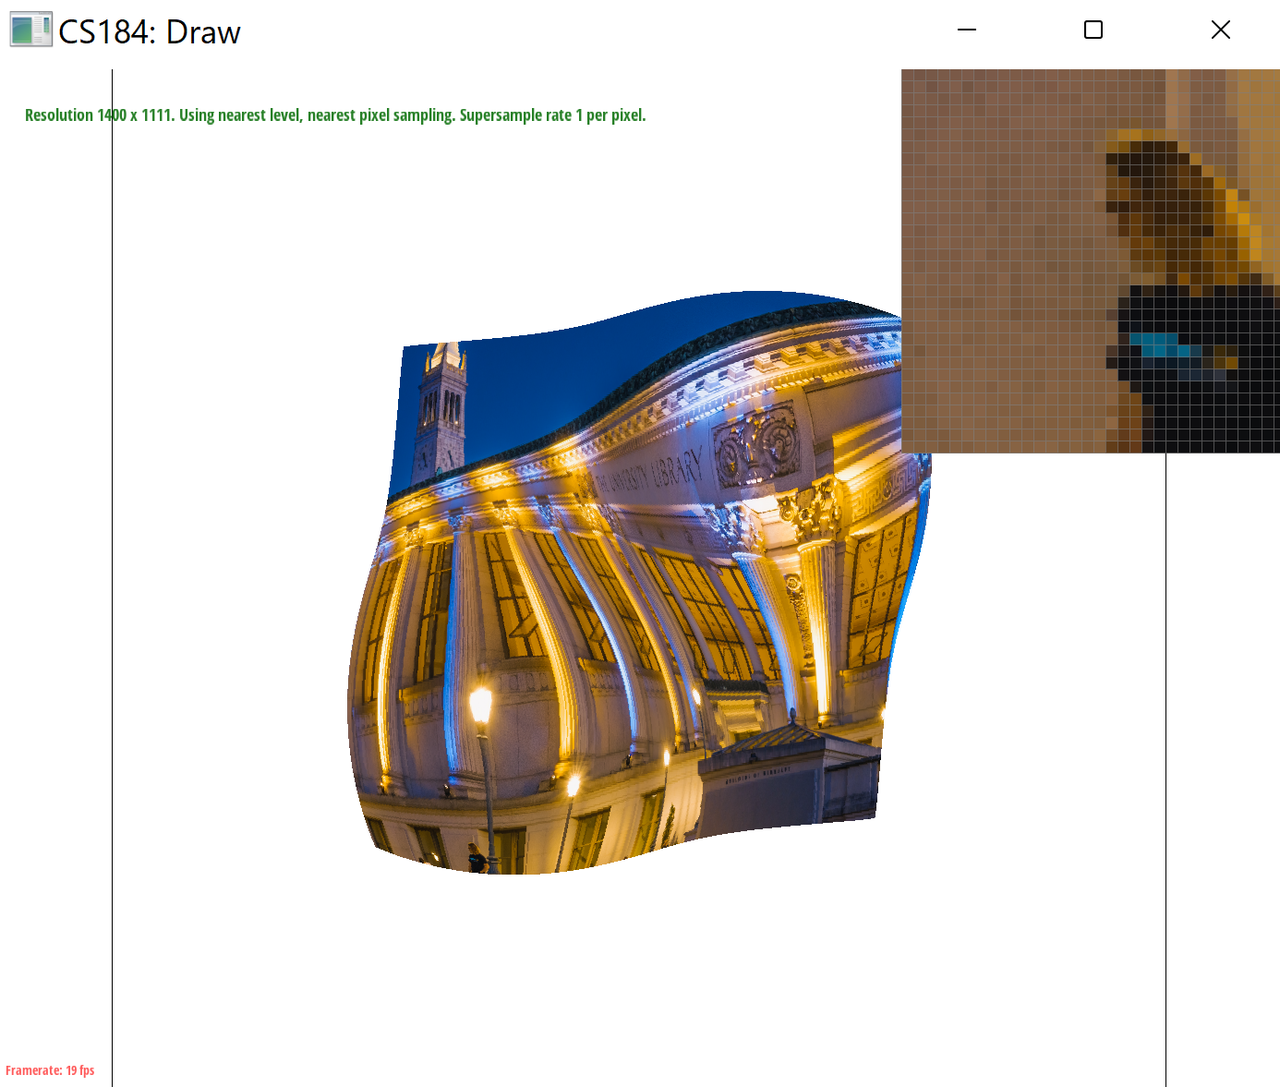 CS184: Draw
Resolution 1400 x 1111. Using nearest level, nearest pixel sampling. Supersample rate 1 per pixel.
THE UNIVERSITY LIBRARY
Framerate: 19 fps